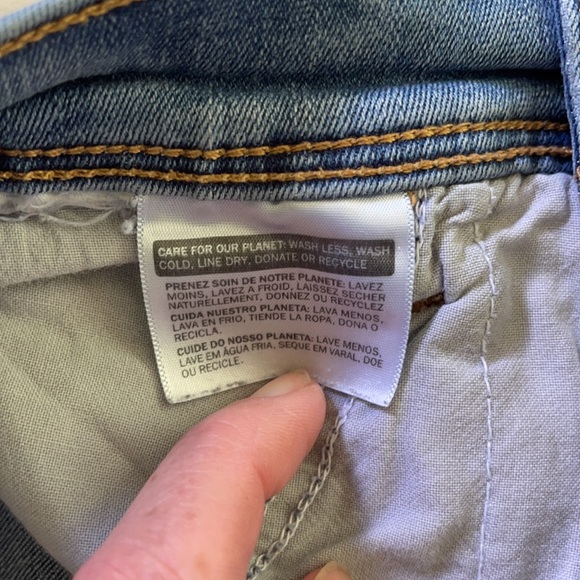 CARE FOR OUR PLANET: WASH LESS, WASH
COLD, LINE DRY, DONATE OR RECYCLE
PRENEZ SOIN DE NOTRE PLANETE: LAVEZ
MOINS, LAVEZ A FROID, LAISSEZ SECHER
NATURELLEMENT, DONNEZ OU RECYCLEZ
CUIDA NUESTRO PLANETA: LAVA MENOS,
LAVA EN FRIO, TIENDE LA ROPA, DONA O
RECICLA.
CUIDE DO NOSSO PLANETA: LAVE MENOS,
LAVE EM ÁGUA FRIA, SEQUE EM VARAL, DOE
OU RECICLE.